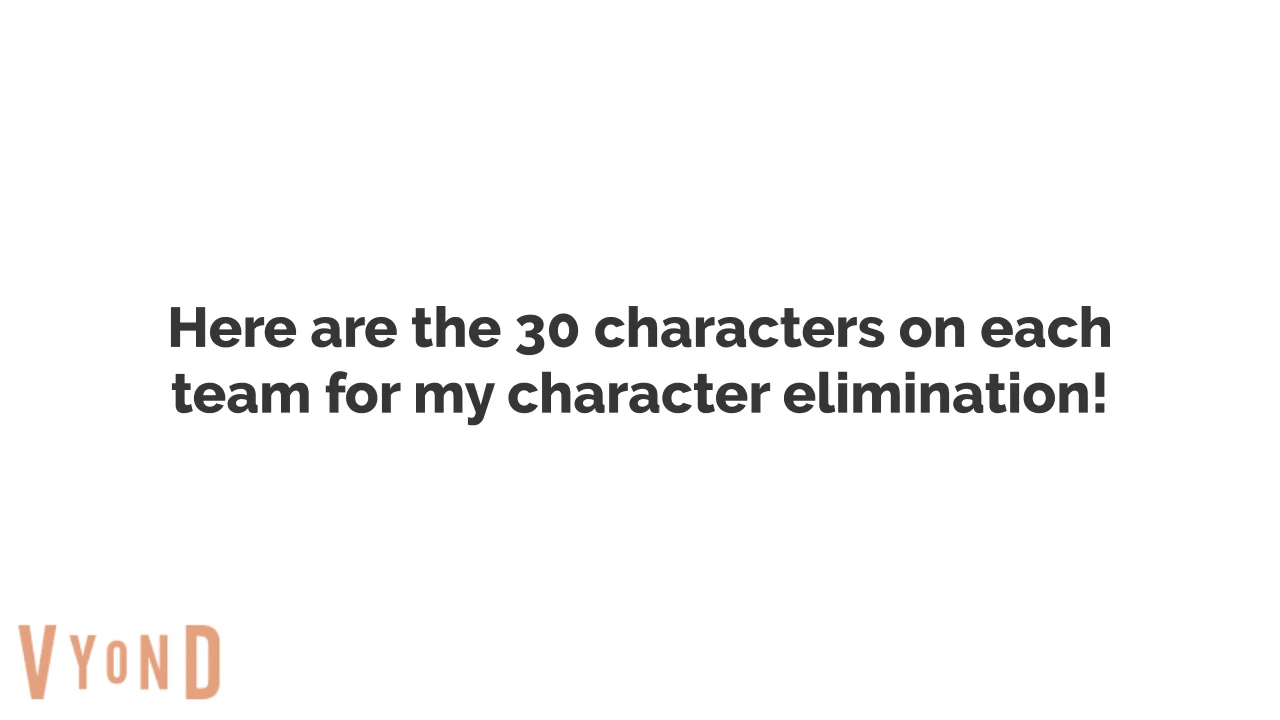 Here are the 30 characters on each
team for my character elimination!
VYOND